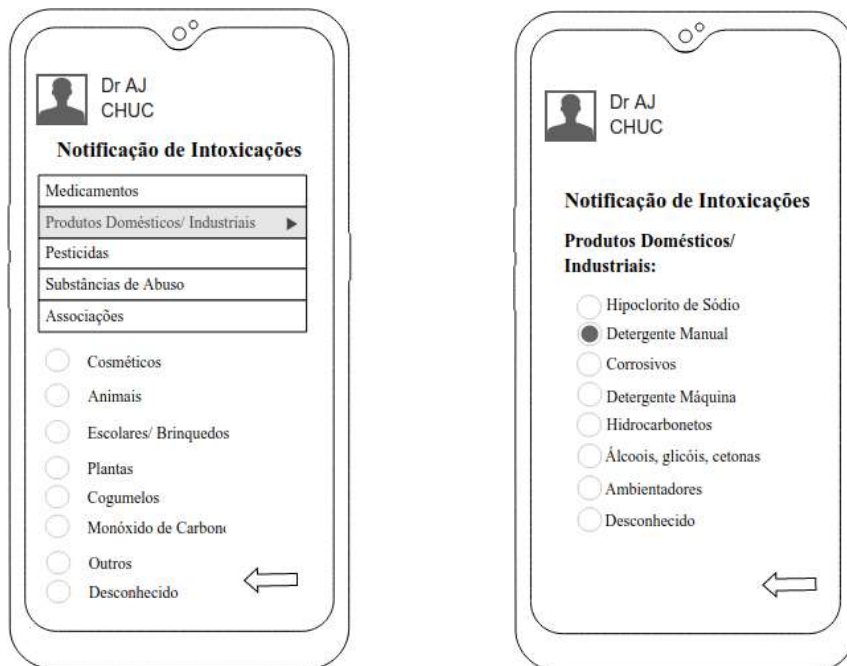 Dr AJ
CHUC
Notificação de Intoxicações
Medicamentos
Produtos Domésticos/ Industriais
Pesticidas
Substâncias de Abuso
Associações
Cosméticos
Animais
Escolares/ Brinquedos
Plantas
Cogumelos
Monóxido de Carbono
Outros
Desconhecido
Dr AJ
CHUC
Notificação de Intoxicações
Produtos Domésticos/
Industriais:
Hipoclorito de Sódio
Detergente Manual
Corrosivos
Detergente Máquina
Hidrocarbonetos
Álcoois, glicóis, cetonas
Ambientadores
Desconhecido